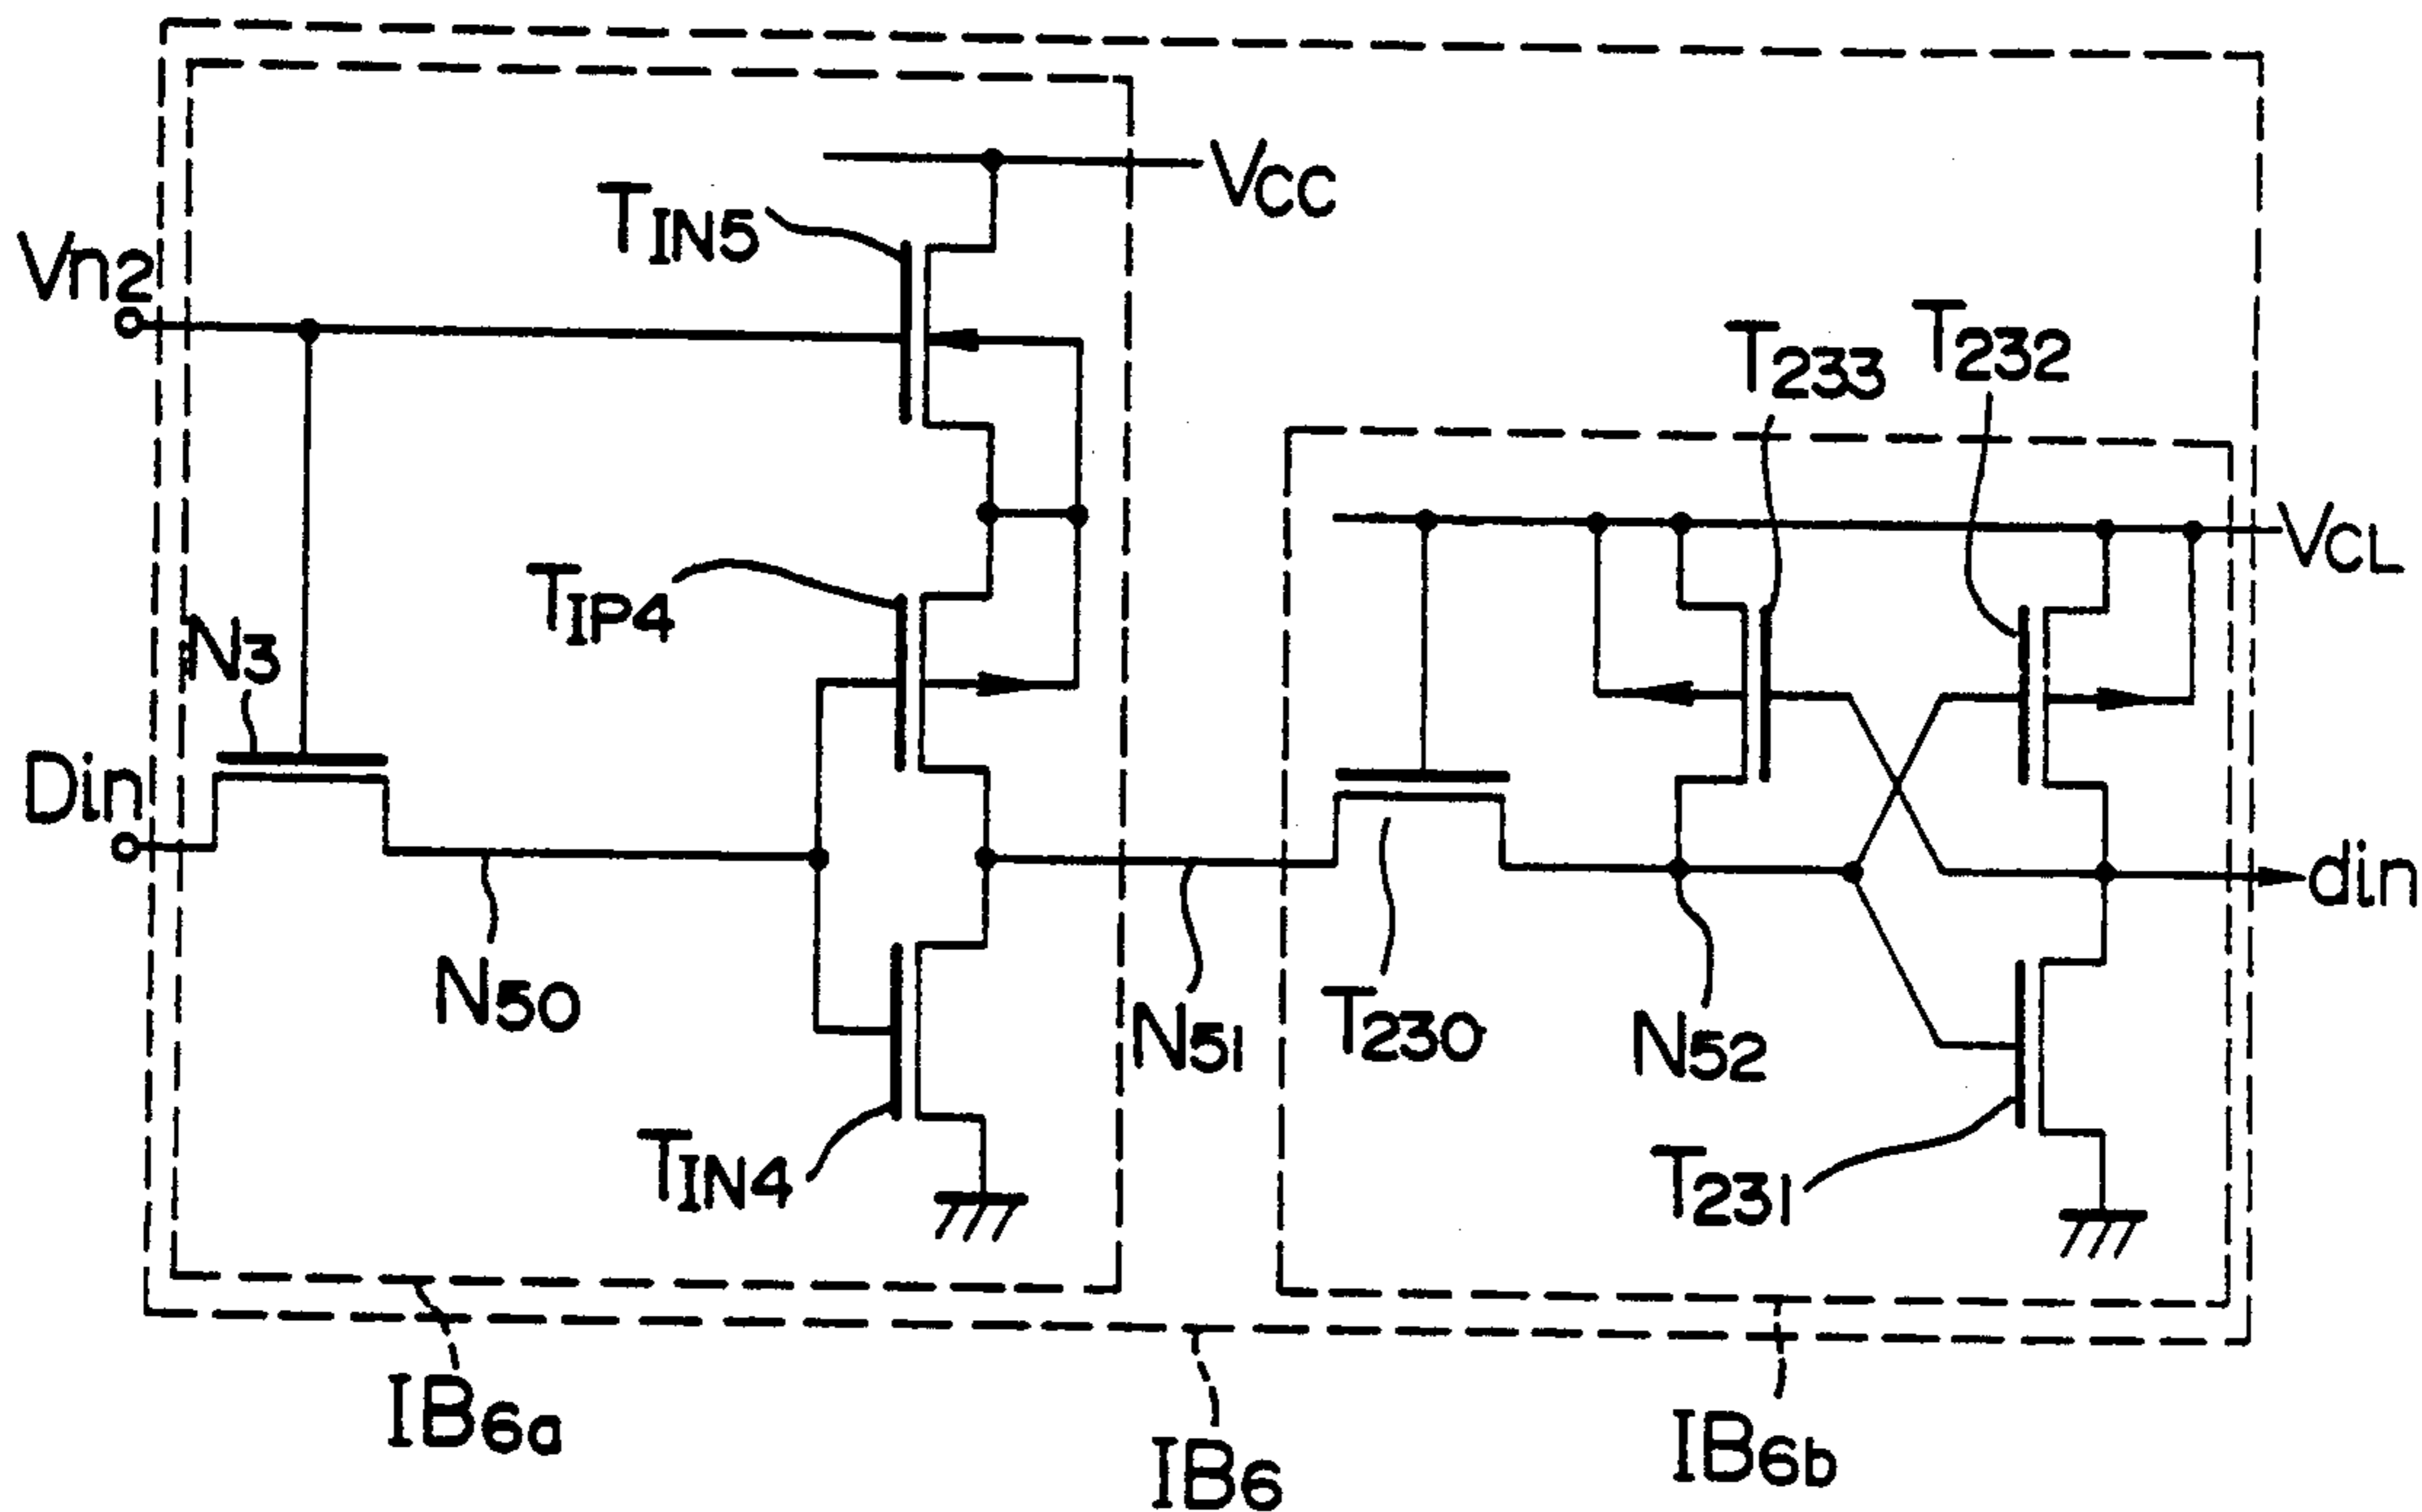 VCC
TIN5
Vn2
T233
T232
VCL
TIP4
N3
Din
din
N50
N51
T230
N52
TIN4
T231
IB6a
IB6
IB6b